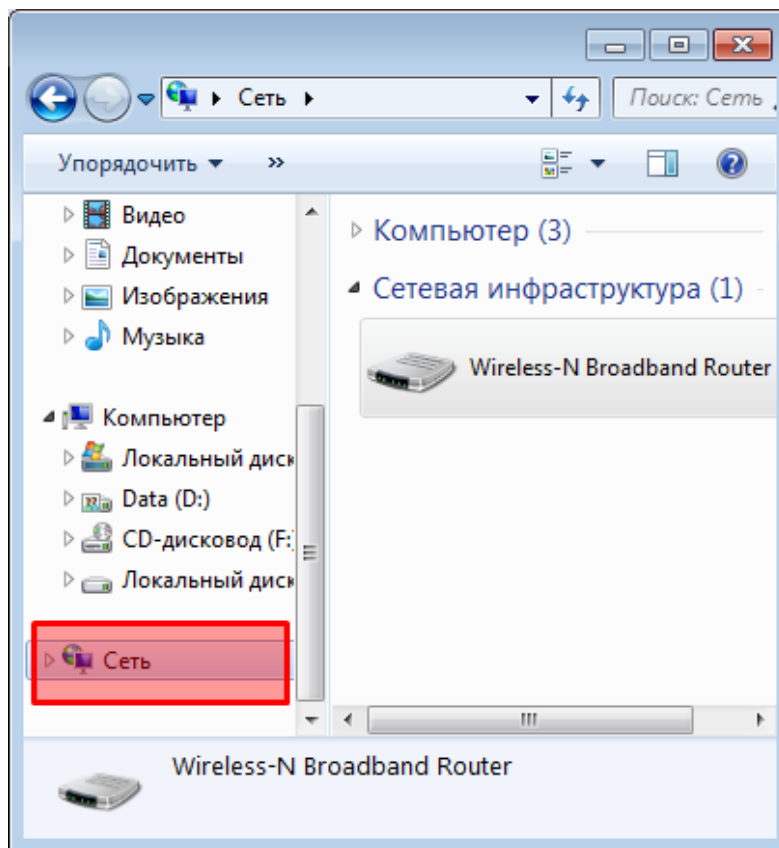 Сеть
Поиск: Сеть
Упорядочить »
Видео
Документы
Изображения
Музыка
Компьютер
Локальный диск
Data (D:)
CD-дисковод (F:
Локальный диск
Сеть
Компьютер (3)
Сетевая инфраструктура (1)
Wireless-N Broadband Router
Wireless-N Broadband Router